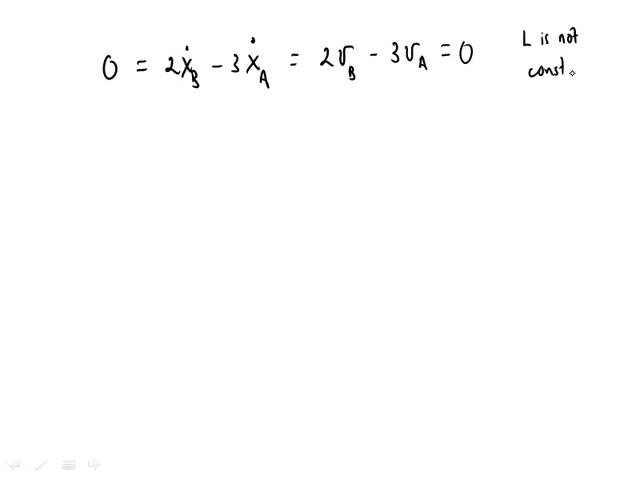 0 = 2ẋ_B - 3ẋ_A = 2v_B - 3v_A = 0
L is not
const.